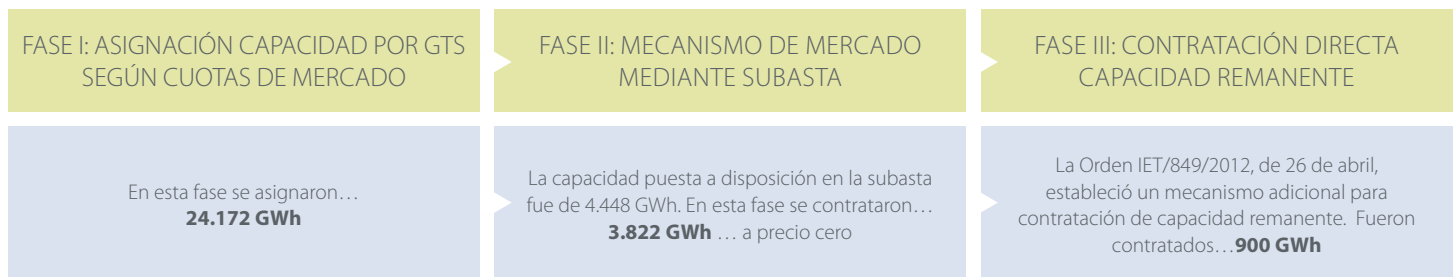 FASE I: ASIGNACIÓN CAPACIDAD POR GTS
SEGÚN CUOTAS DE MERCADO
FASE II: MECANISMO DE MERCADO
MEDIANTE SUBASTA
FASE III: CONTRATACIÓN DIRECTA
CAPACIDAD REMANENTE
En esta fase se asignaron…
24.172 GWh
La capacidad puesta a disposición en la subasta
fue de 4.448 GWh. En esta fase se contrataron…
3.822 GWh … a precio cero
La Orden IET/849/2012, de 26 de abril,
estableció un mecanismo adicional para
contratación de capacidad remanente. Fueron
contratados…900 GWh